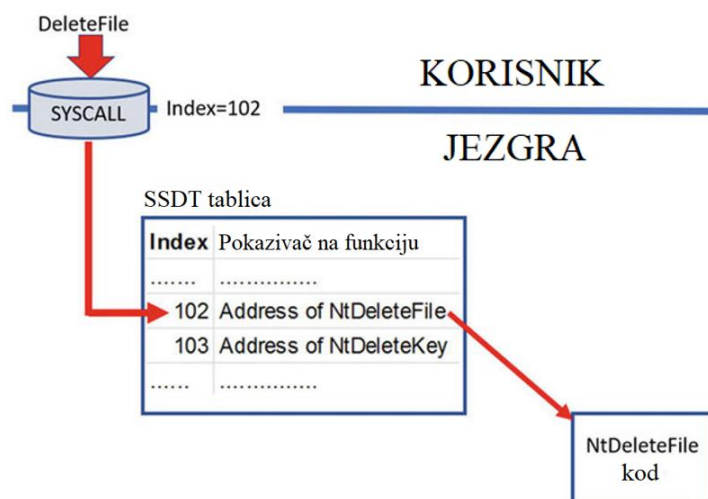 DeleteFile
SYSCALL
Index=102
KORISNIK
JEZGRA
SSDT tablica
Index Pokazivač na funkciju
....... ...............
102 Address of NtDeleteFile
103 Address of NtDeleteKey
...... ...............
NtDeleteFile
kod